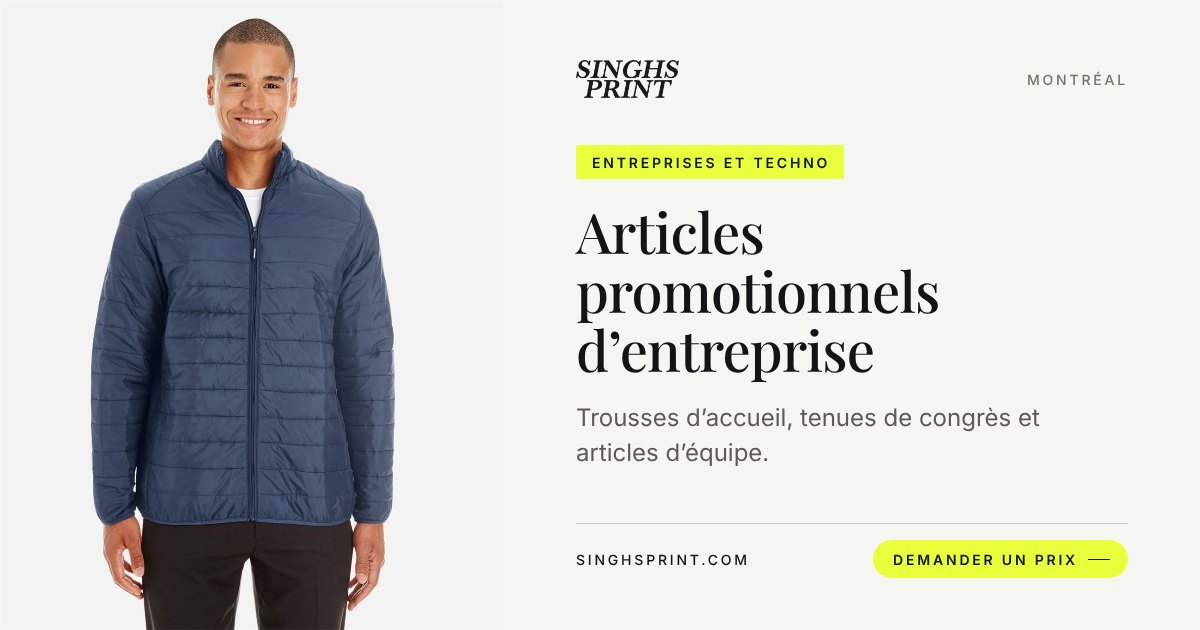 SINGHS
PRINT
MONTRÉAL
ENTREPRISES ET TECHNO
Articles
promotionnels
d’entreprise
Trousses d’accueil, tenues de congrès et
articles d’équipe.
SINGHSPRINT.COM
DEMANDER UN PRIX